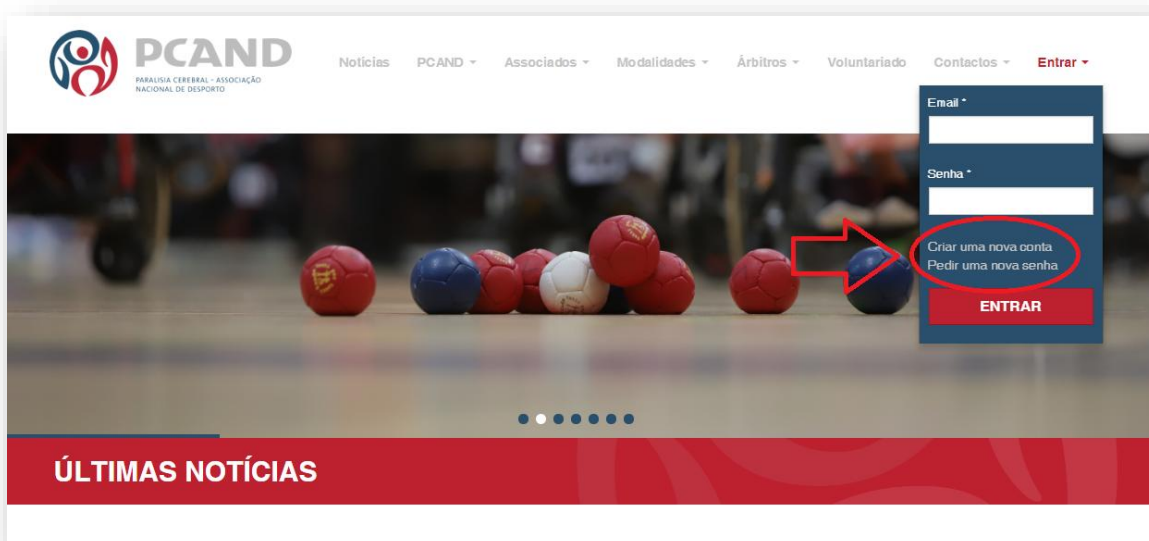 PCAND
PARALISIA CEREBRAL - ASSOCIAÇÃO
NACIONAL DE DESPORTO
Notícias PCAND Associados Modalidades Árbitros Voluntariado Contactos Entrar
Email *
Senha *
Criar uma nova conta
Pedir uma nova senha
ENTRAR
ÚLTIMAS NOTÍCIAS